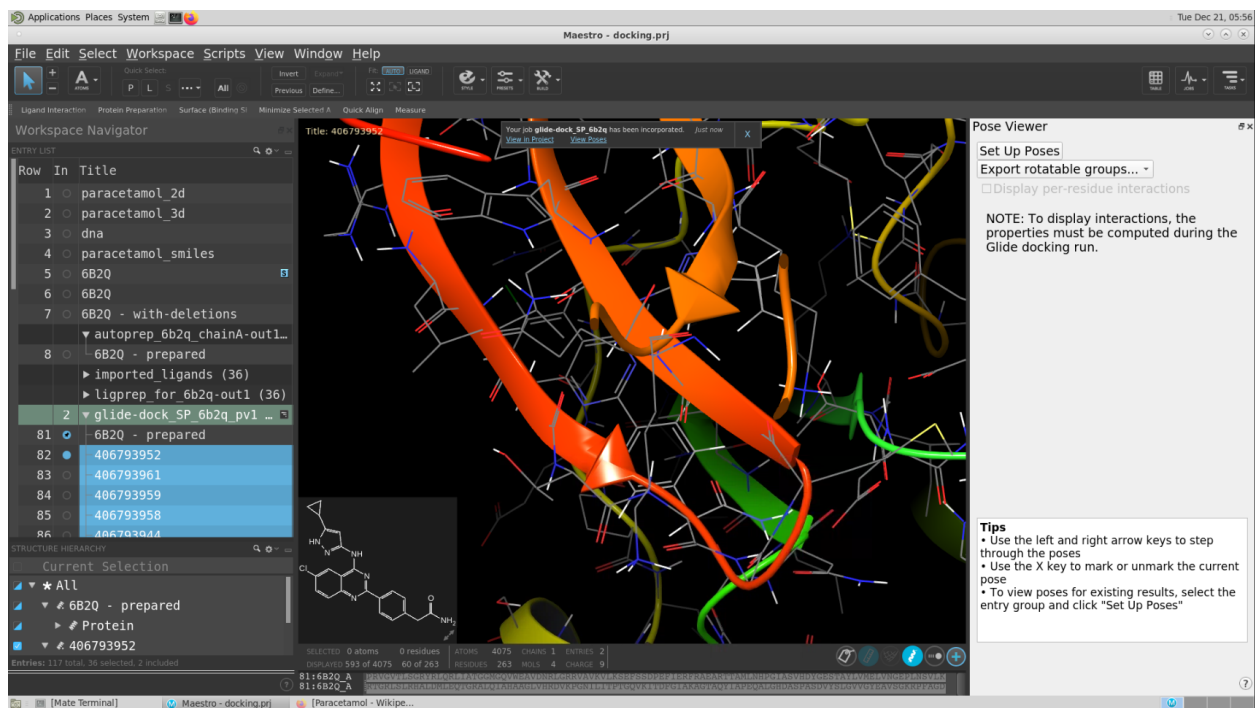 Applications Places System
Tue Dec 21, 05:56
Maestro - docking.prj
File Edit Select Workspace Scripts View Window Help
Quick Select:
Invert Expand
Fit: AUTO LIGAND
A
P L S ••• All
Previous Define...
ATOMS
STYLE PRESETS BUILD
TABLE JOBS TASKS
Ligand Interaction Protein Preparation Surface (Binding Si Minimize Selected A Quick Align Measure
Workspace Navigator
ENTRY LIST
Row In Title
1 paracetamol_2d
2 paracetamol_3d
3 dna
4 paracetamol_smiles
5 6B2Q S
6 6B2Q
7 6B2Q - with-deletions
autoprep_6b2q_chainA-out1...
8 6B2Q - prepared
imported_ligands (36)
ligprep_for_6b2q-out1 (36)
2 glide-dock_SP_6b2q_pv1 ...
81 6B2Q - prepared
82 406793952
83 406793961
84 406793959
85 406793958
86 406793944
STRUCTURE HIERARCHY
Current Selection
All
6B2Q - prepared
Protein
406793952
Entries: 117 total, 36 selected, 2 included
Title: 406793952
Your job glide-dock_SP_6b2q has been incorporated. Just now
View in Project View Poses
X
HN
N
NH
Cl
N
N
O
NH2
SELECTED 0 atoms 0 residues ATOMS 4075 CHAINS 1 ENTRIES 2
DISPLAYED 593 of 4075 60 of 263 RESIDUES 263 MOLS 4 CHARGE 9
81:6B2Q_A
81:6B2Q_A
Pose Viewer
Set Up Poses
Export rotatable groups...
Display per-residue interactions
NOTE: To display interactions, the
properties must be computed during the
Glide docking run.
Tips
• Use the left and right arrow keys to step
through the poses
• Use the X key to mark or unmark the current
pose
• To view poses for existing results, select the
entry group and click "Set Up Poses"
[Mate Terminal]
Maestro - docking.prj
[Paracetamol - Wikipe...